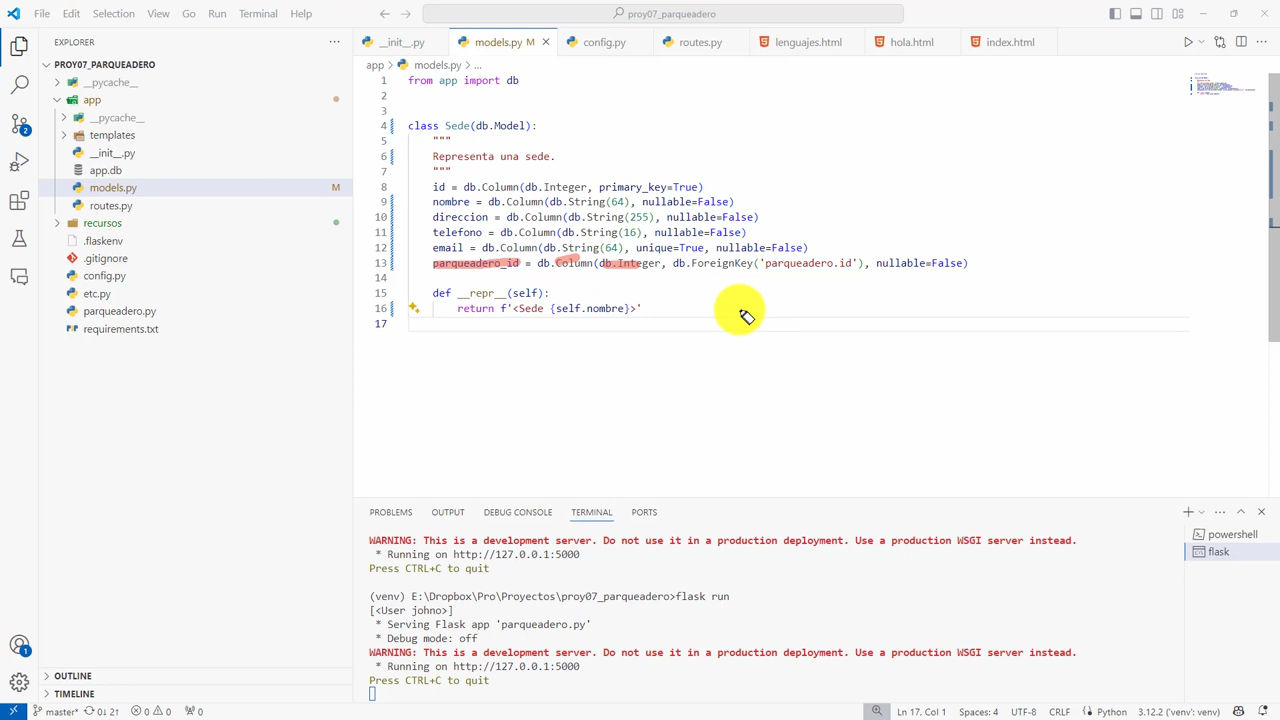 File Edit Selection View Go Run Terminal Help
proy07_parqueadero
EXPLORER
PROY07_PARQUEADERO
__pycache__
app
__pycache__
templates
__init__.py
app.db
models.py M
routes.py
recursos
.flaskenv
.gitignore
config.py
etc.py
parqueadero.py
requirements.txt
OUTLINE
TIMELINE
2
1
__init__.py models.py M config.py routes.py lenguajes.html hola.html index.html
app > models.py > ...
1 from app import db
2
3
4 class Sede(db.Model):
5 """
6 Representa una sede.
7 """
8 id = db.Column(db.Integer, primary_key=True)
9 nombre = db.Column(db.String(64), nullable=False)
10 direccion = db.Column(db.String(255), nullable=False)
11 telefono = db.Column(db.String(16), nullable=False)
12 email = db.Column(db.String(64), unique=True, nullable=False)
13 parqueadero_id = db.Column(db.Integer, db.ForeignKey('parqueadero.id'), nullable=False)
14
15 def __repr__(self):
16 return f'<Sede {self.nombre}>'
17
PROBLEMS OUTPUT DEBUG CONSOLE TERMINAL PORTS
WARNING: This is a development server. Do not use it in a production deployment. Use a production WSGI server instead.
* Running on http://127.0.0.1:5000
Press CTRL+C to quit
(venv) E:\Dropbox\Pro\Proyectos\proy07_parqueadero>flask run
[<User johno>]
* Serving Flask app 'parqueadero.py'
* Debug mode: off
WARNING: This is a development server. Do not use it in a production deployment. Use a production WSGI server instead.
* Running on http://127.0.0.1:5000
Press CTRL+C to quit
powershell
flask
master* 0↓ 2↑ 0 0 0 Ln 17, Col 1 Spaces: 4 UTF-8 CRLF Python 3.12.2 ('venv': venv)